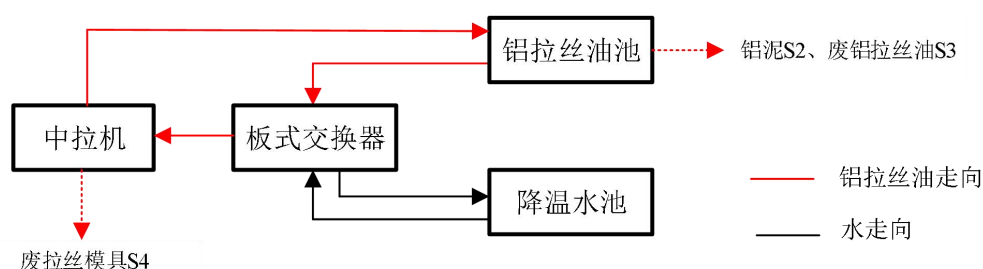 铝拉丝油池
铝泥S2、废铝拉丝油S3
中拉机
板式交换器
铝拉丝油走向
降温水池
水走向
废拉丝模具S4